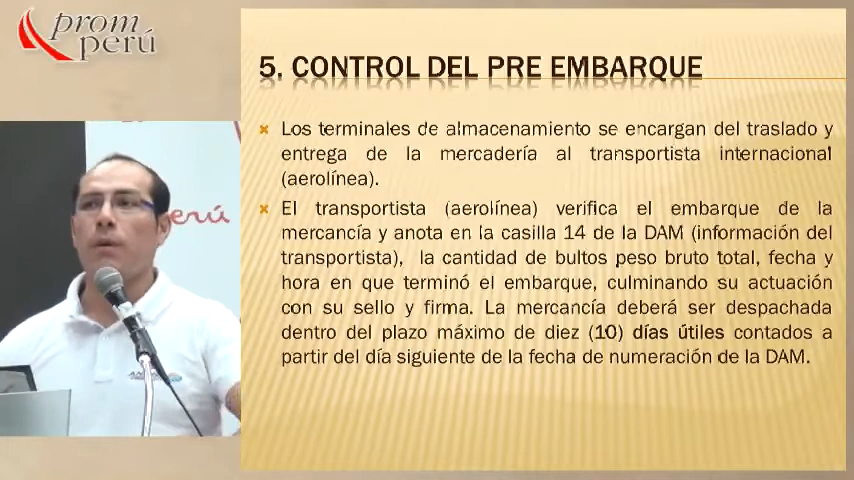 prom
perú
5. CONTROL DEL PRE EMBARQUE
erú
Los terminales de almacenamiento se encargan del traslado y
entrega de la mercadería al transportista internacional
(aerolínea).
El transportista (aerolínea) verifica el embarque de la
mercancía y anota en la casilla 14 de la DAM (información del
transportista), la cantidad de bultos peso bruto total, fecha y
hora en que terminó el embarque, culminando su actuación
con su sello y firma. La mercancía deberá ser despachada
dentro del plazo máximo de diez (10) días útiles contados a
partir del día siguiente de la fecha de numeración de la DAM.